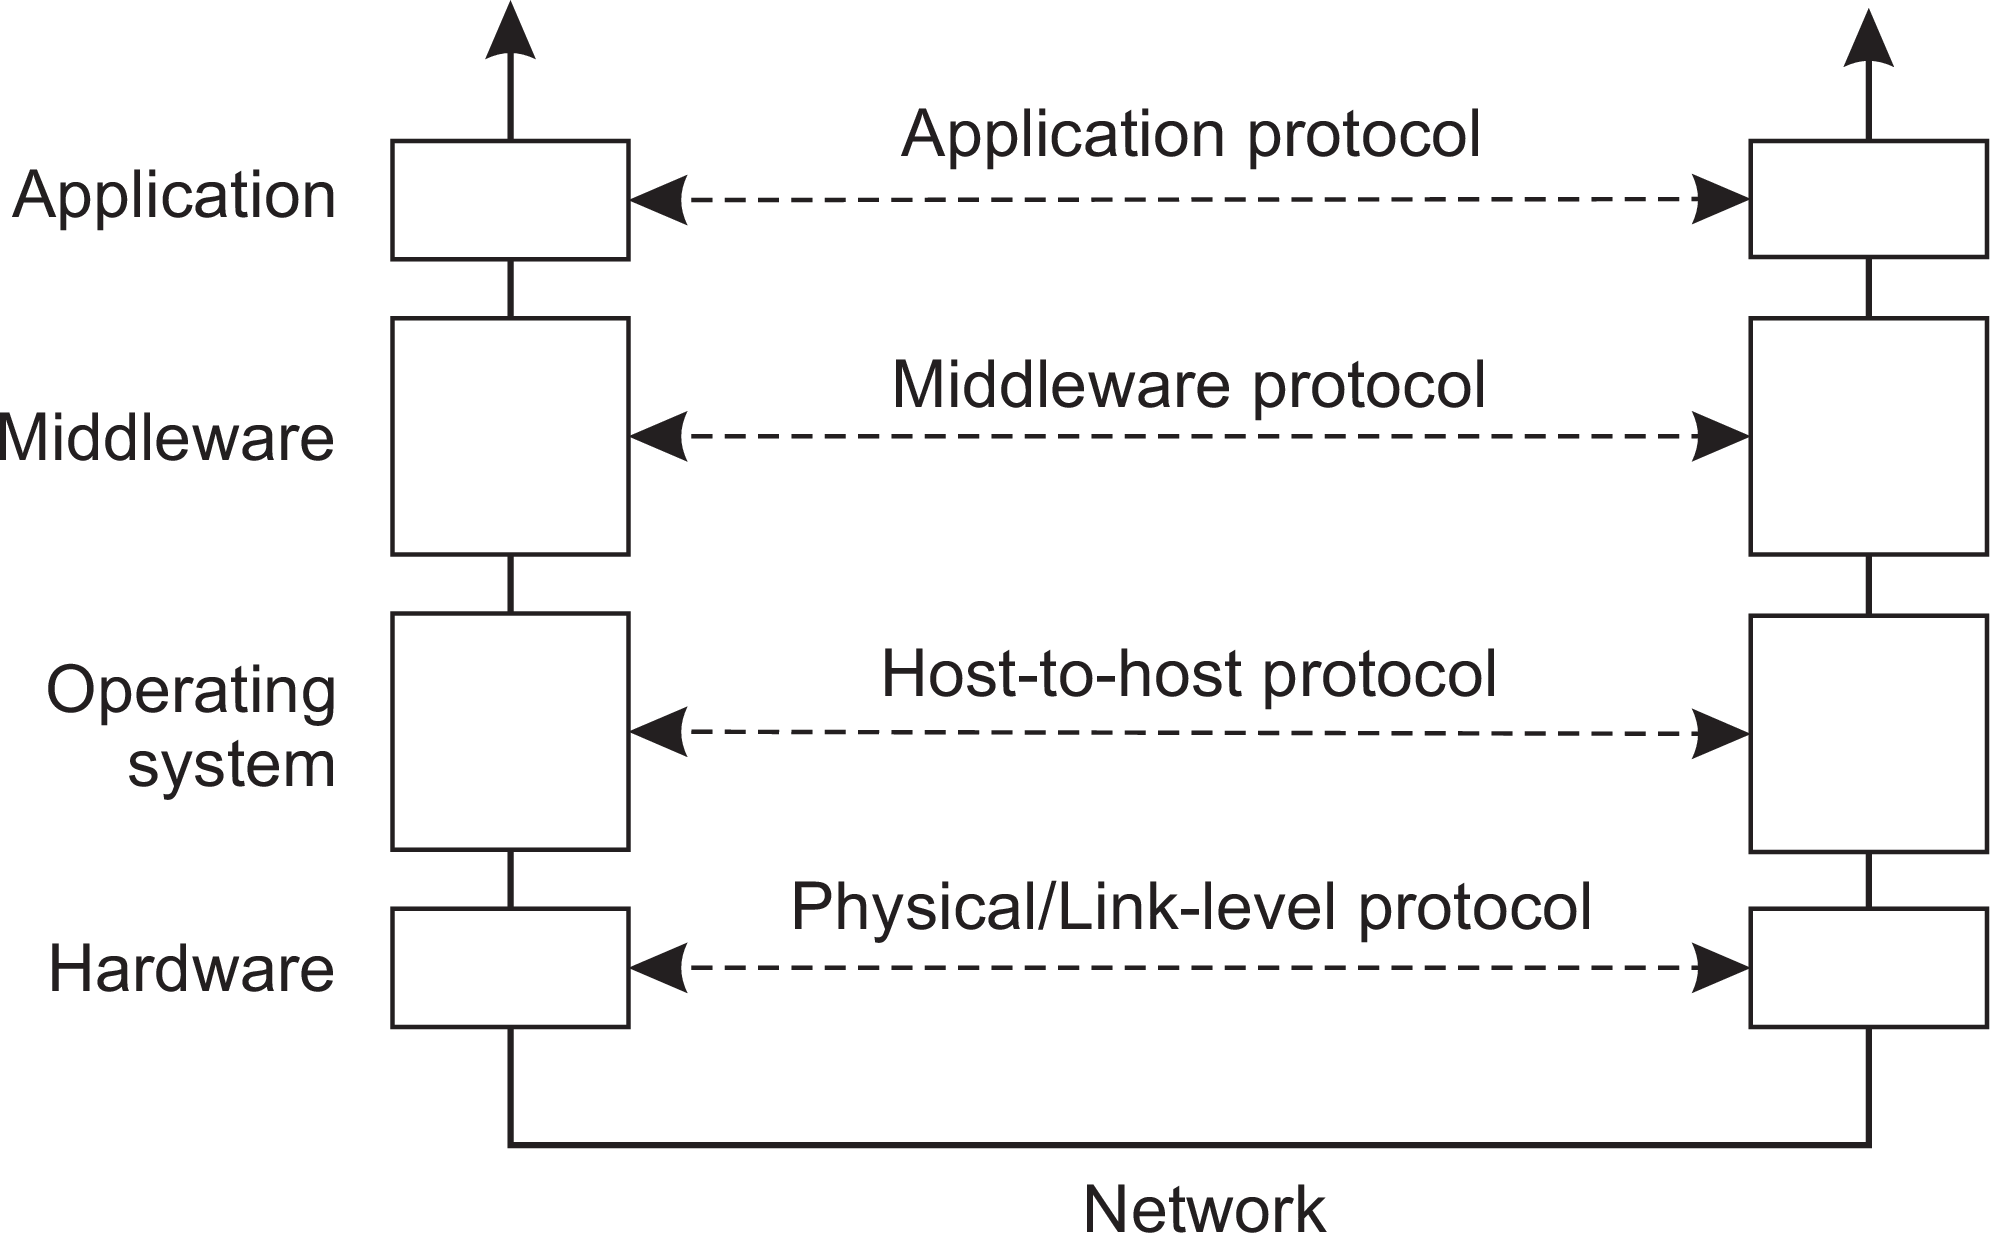 Application protocol
Application
Middleware protocol
Middleware
Host-to-host protocol
Operating
system
Physical/Link-level protocol
Hardware
Network